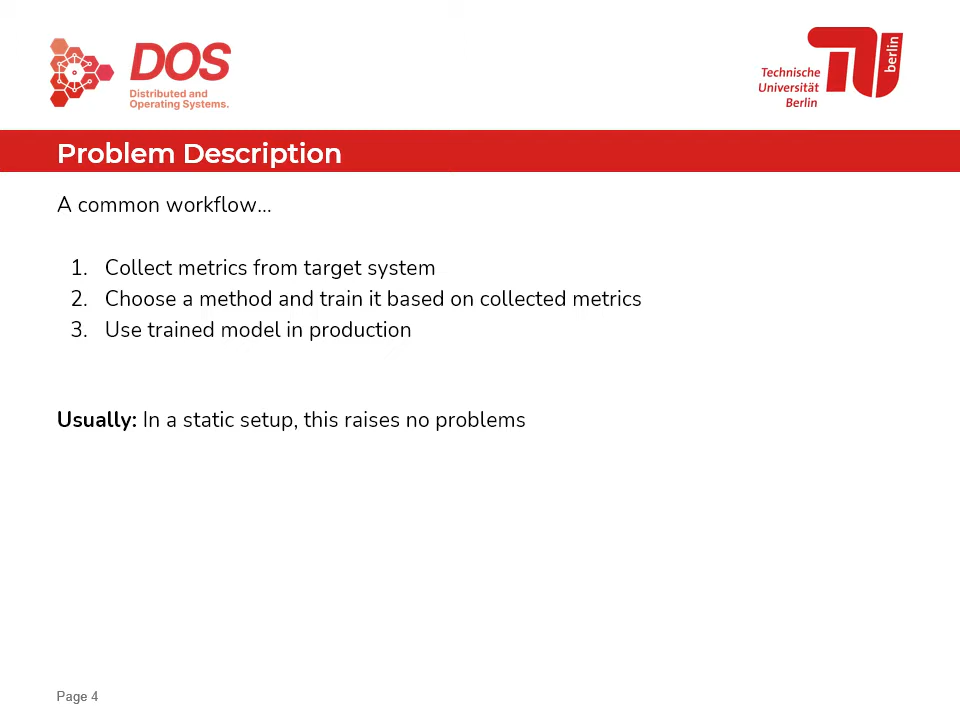 DOS
Distributed and
Operating Systems.
Technische
Universität
Berlin
berlin
Problem Description
A common workflow...
1. Collect metrics from target system
2. Choose a method and train it based on collected metrics
3. Use trained model in production
Usually: In a static setup, this raises no problems
Page 4